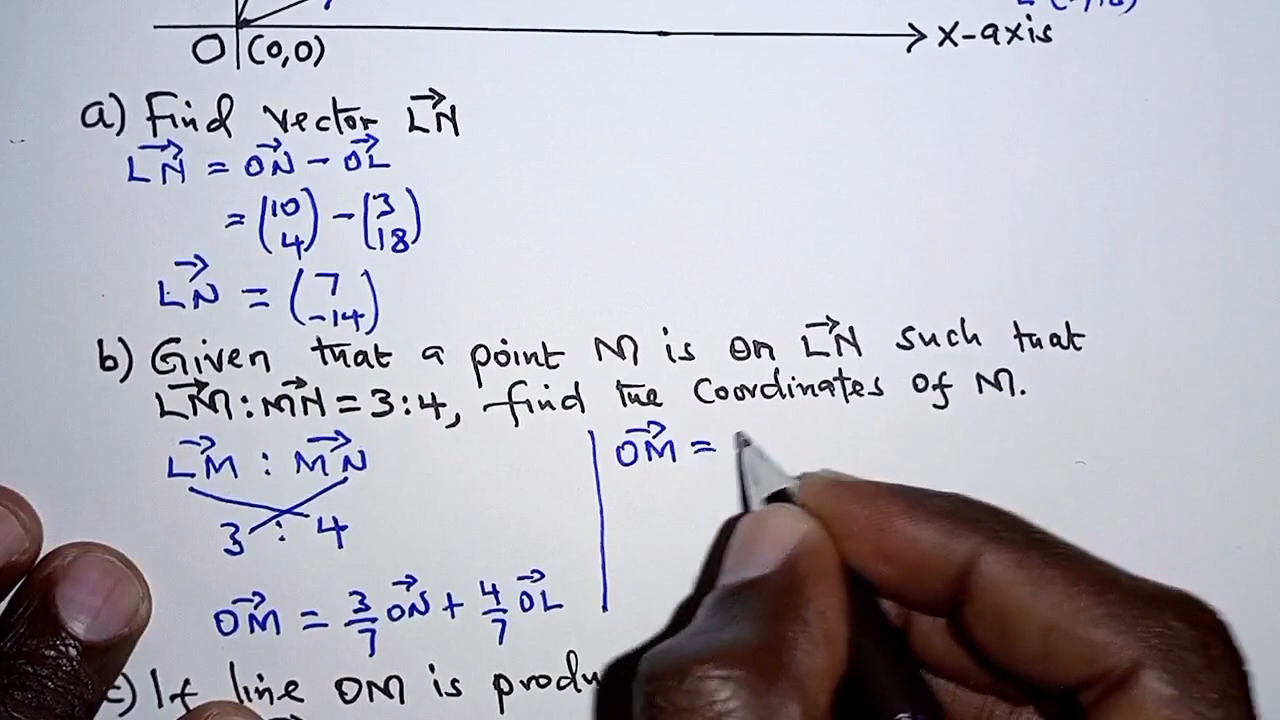 O (0,0)
x-axis
a) Find vector LN
LN = ON - OL
= (10 4) - (3 18)
LN = (7 -14)
b) Given that a point M is on LN such that
LM : MN = 3 : 4, find the coordinates of M.
LM : MN
3 : 4
OM = 3/7 ON + 4/7 OL
OM =
c) If line OM is